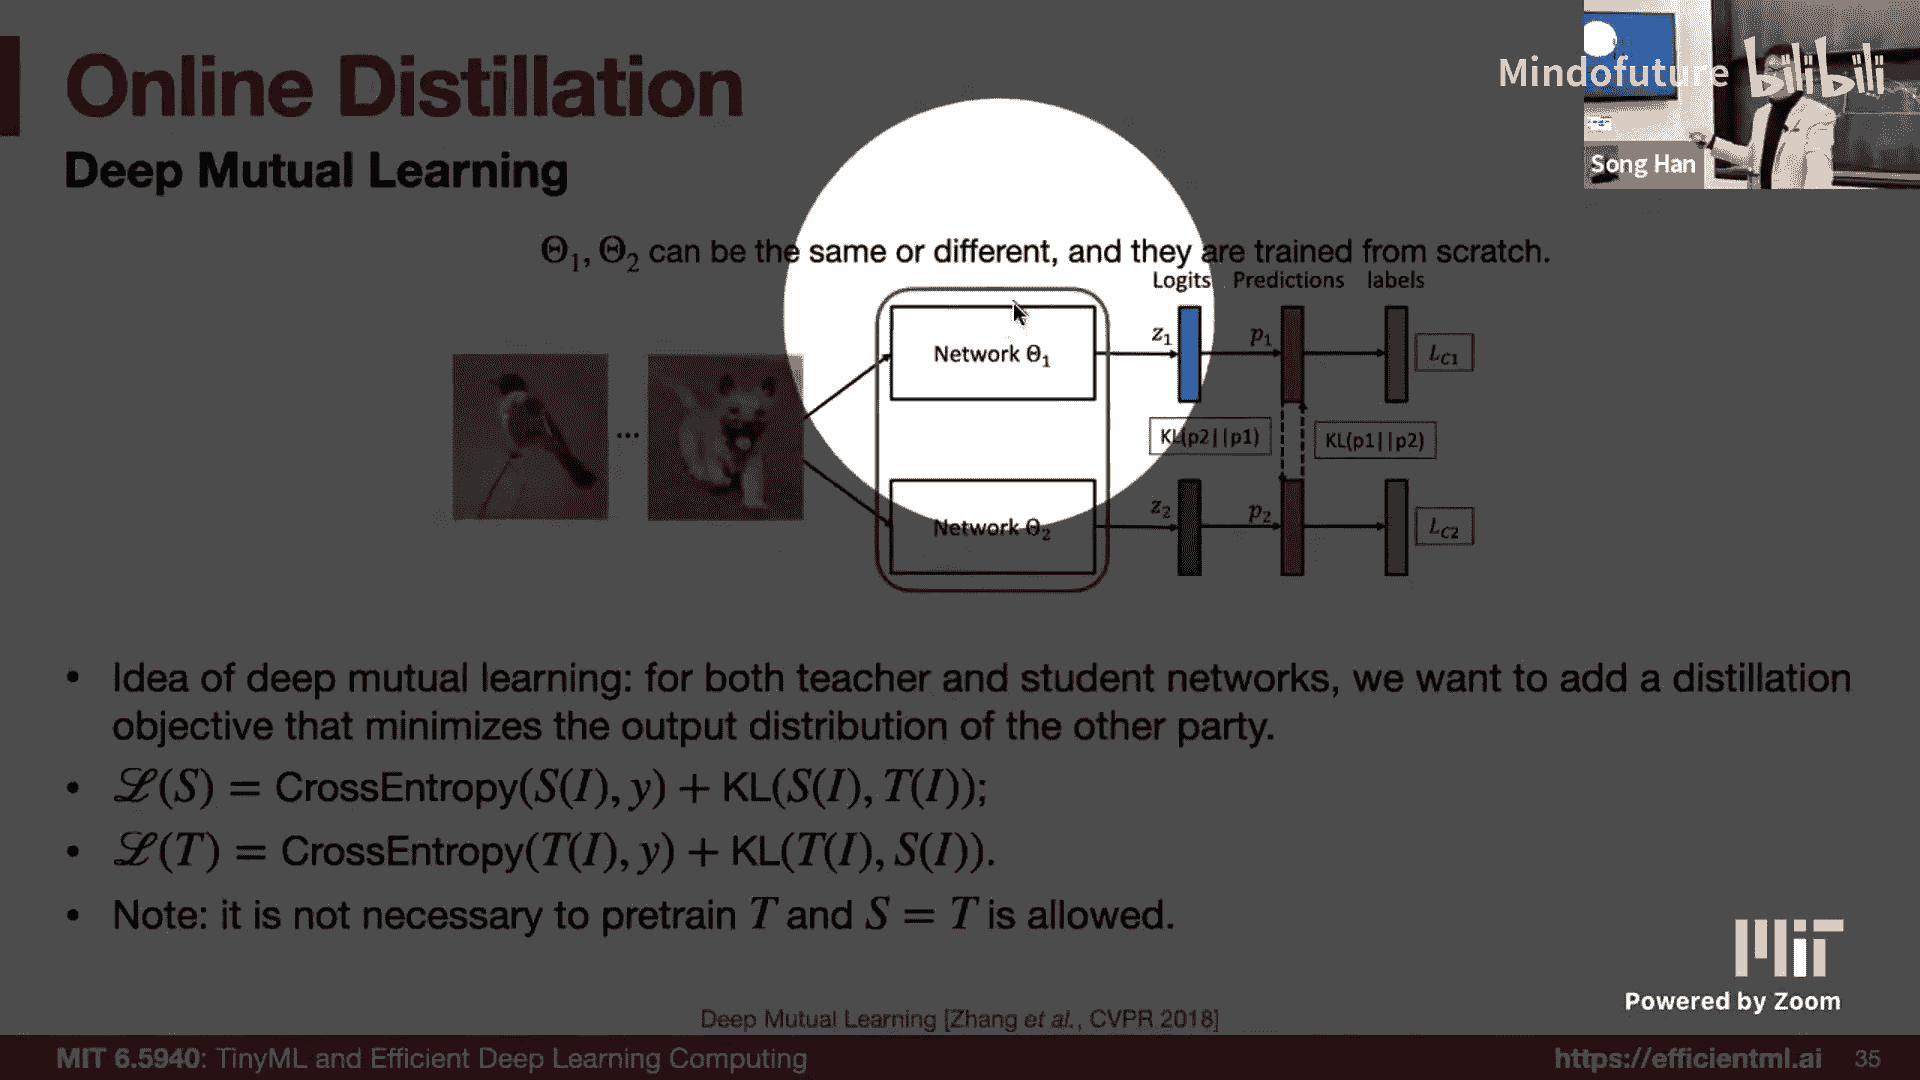 Online Distillation
Mindofuture bilibili
Deep Mutual Learning
Song Han
Θ₁, Θ₂ can be the same or different, and they are trained from scratch.
Logits Predictions labels
Network Θ₁
z₁
p₁
L_C1
...
KL(p2||p1)
KL(p1||p2)
Network Θ₂
z₂
p₂
L_C2
• Idea of deep mutual learning: for both teacher and student networks, we want to add a distillation
objective that minimizes the output distribution of the other party.
• ℒ(S) = CrossEntropy(S(I), y) + KL(S(I), T(I));
• ℒ(T) = CrossEntropy(T(I), y) + KL(T(I), S(I)).
• Note: it is not necessary to pretrain T and S = T is allowed.
MIT
Powered by Zoom
Deep Mutual Learning [Zhang et al., CVPR 2018]
MIT 6.5940: TinyML and Efficient Deep Learning Computing
https://efficientml.ai 35